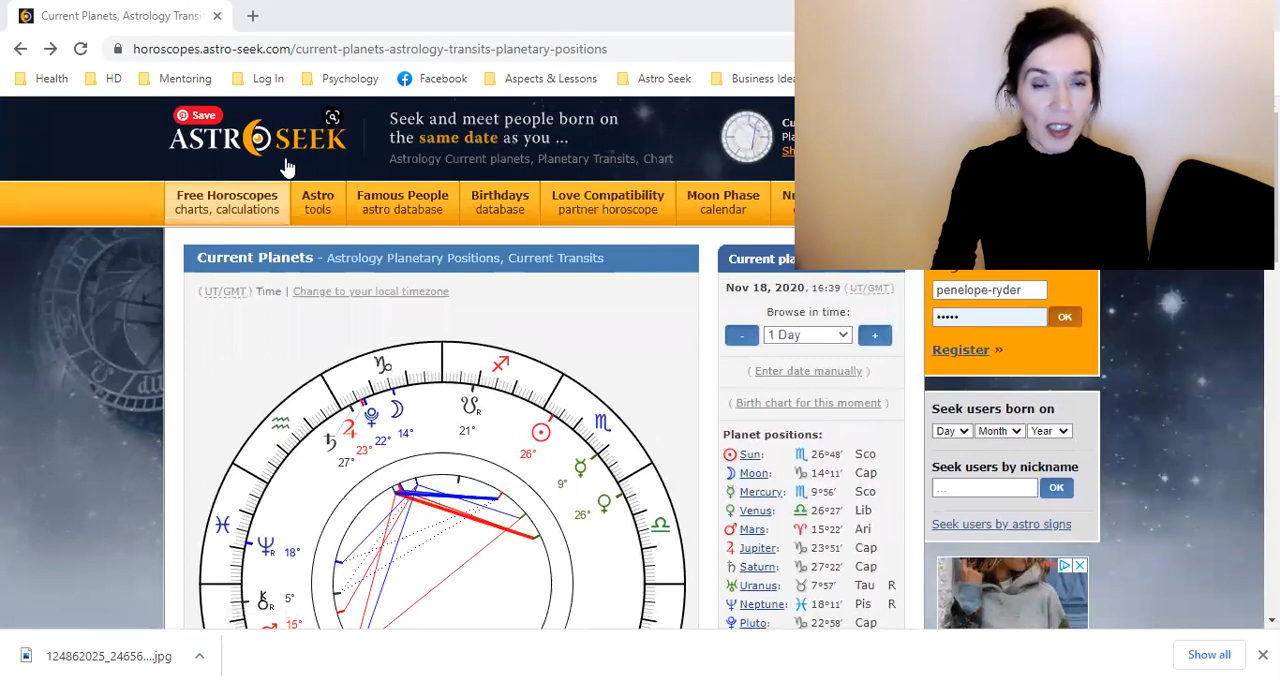 Current Planets, Astrology Transit
horoscopes.astro-seek.com/current-planets-astrology-transits-planetary-positions
Health HD Mentoring Log In Psychology Facebook Aspects & Lessons Astro Seek Business Idea
Save
ASTROSEEK
Seek and meet people born on
the same date as you ...
Astrology Current planets, Planetary Transits, Chart
Cu
Pla
Sh
Free Horoscopes
charts, calculations
Astro
tools
Famous People
astro database
Birthdays
database
Love Compatibility
partner horoscope
Moon Phase
calendar
Nu
Current Planets - Astrology Planetary Positions, Current Transits
(UT/GMT) Time | Change to your local timezone
27°
23°
22°
14°
21°
26°
9°
26°
R 18°
R 5°
15°
R
Current pl
Nov 18, 2020, 16:39 (UT/GMT)
Browse in time:
- 1 Day +
( Enter date manually )
( Birth chart for this moment )
Planet positions:
Sun: 26°48' Sco
Moon: 14°11' Cap
Mercury: 9°56' Sco
Venus: 26°27' Lib
Mars: 15°22' Ari
Jupiter: 23°51' Cap
Saturn: 27°22' Cap
Uranus: 7°57' Tau R
Neptune: 18°11' Pis R
Pluto: 22°58' Cap
penelope-ryder
••••• OK
Register »
Seek users born on
Day Month Year
Seek users by nickname
... OK
Seek users by astro signs
124862025_24656....jpg
Show all